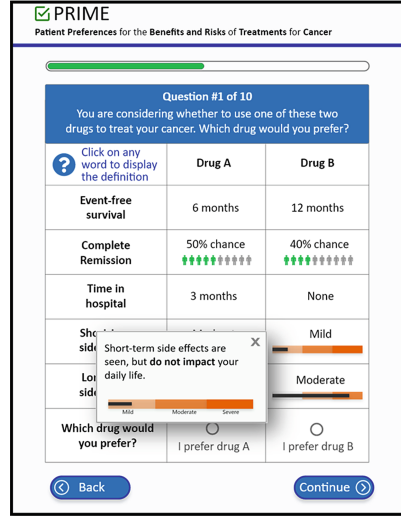 PRIME
Patient Preferences for the Benefits and Risks of Treatments for Cancer
Question #1 of 10
You are considering whether to use one of these two
drugs to treat your cancer. Which drug would you prefer?
?
Click on any
word to display
the definition
Drug A
Drug B
Event-free
survival
6 months
12 months
Complete
Remission
50% chance
40% chance
Time in
hospital
3 months
None
Mild
side
X
Short-term side effects are
seen, but do not impact your
daily life.
Mild
Moderate
Severe
Moderate
side
Which drug would
you prefer?
I prefer drug A
I prefer drug B
Back
Continue